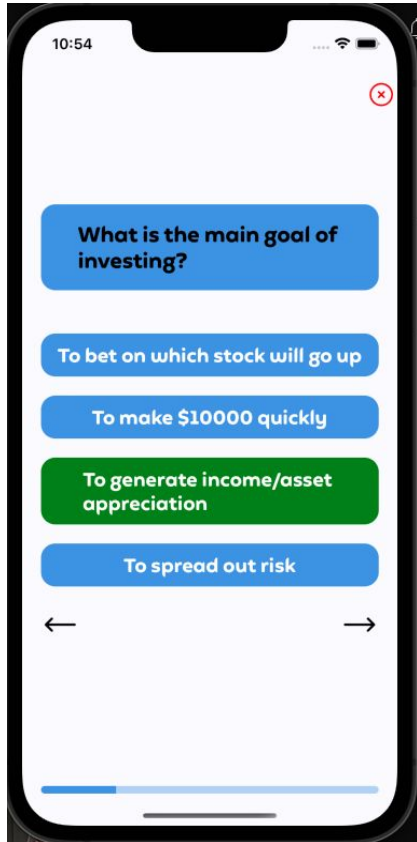 10:54
What is the main goal of
investing?
To bet on which stock will go up
To make $10000 quickly
To generate income/asset
appreciation
To spread out risk